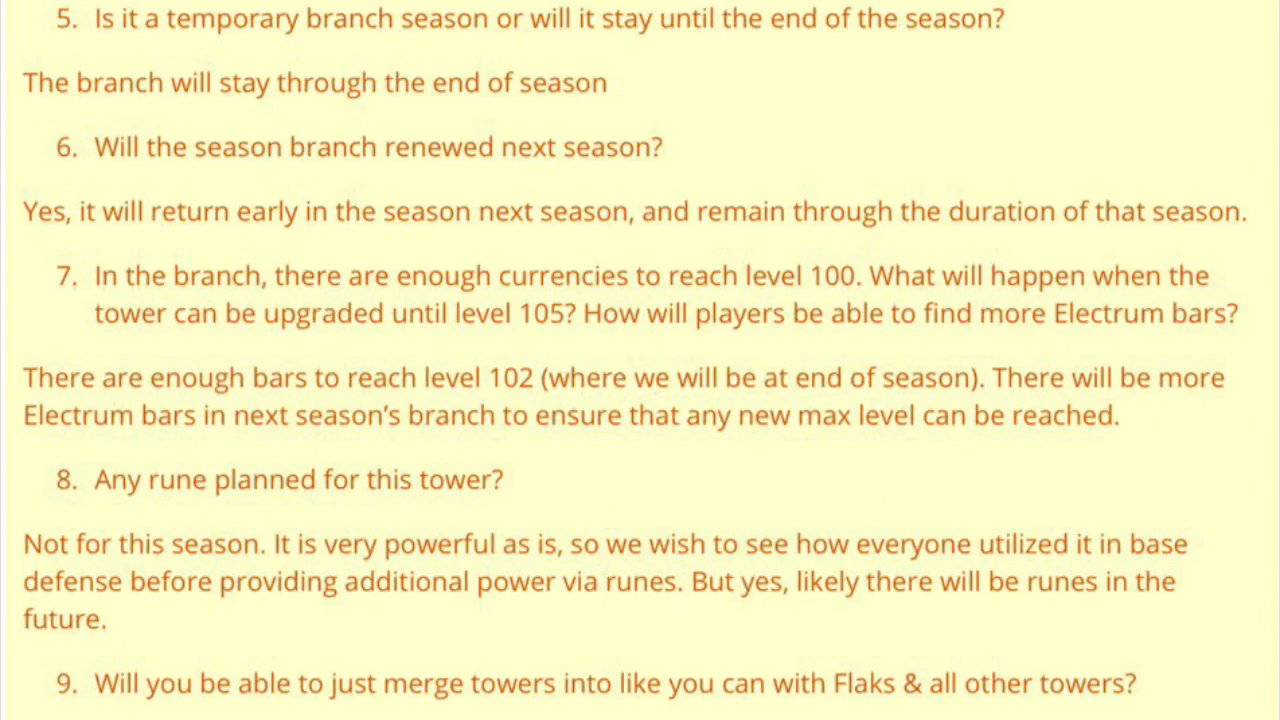 5. Is it a temporary branch season or will it stay until the end of the season?
The branch will stay through the end of season
6. Will the season branch renewed next season?
Yes, it will return early in the season next season, and remain through the duration of that season.
7. In the branch, there are enough currencies to reach level 100. What will happen when the
tower can be upgraded until level 105? How will players be able to find more Electrum bars?
There are enough bars to reach level 102 (where we will be at end of season). There will be more
Electrum bars in next season's branch to ensure that any new max level can be reached.
8. Any rune planned for this tower?
Not for this season. It is very powerful as is, so we wish to see how everyone utilized it in base
defense before providing additional power via runes. But yes, likely there will be runes in the
future.
9. Will you be able to just merge towers into like you can with Flaks & all other towers?